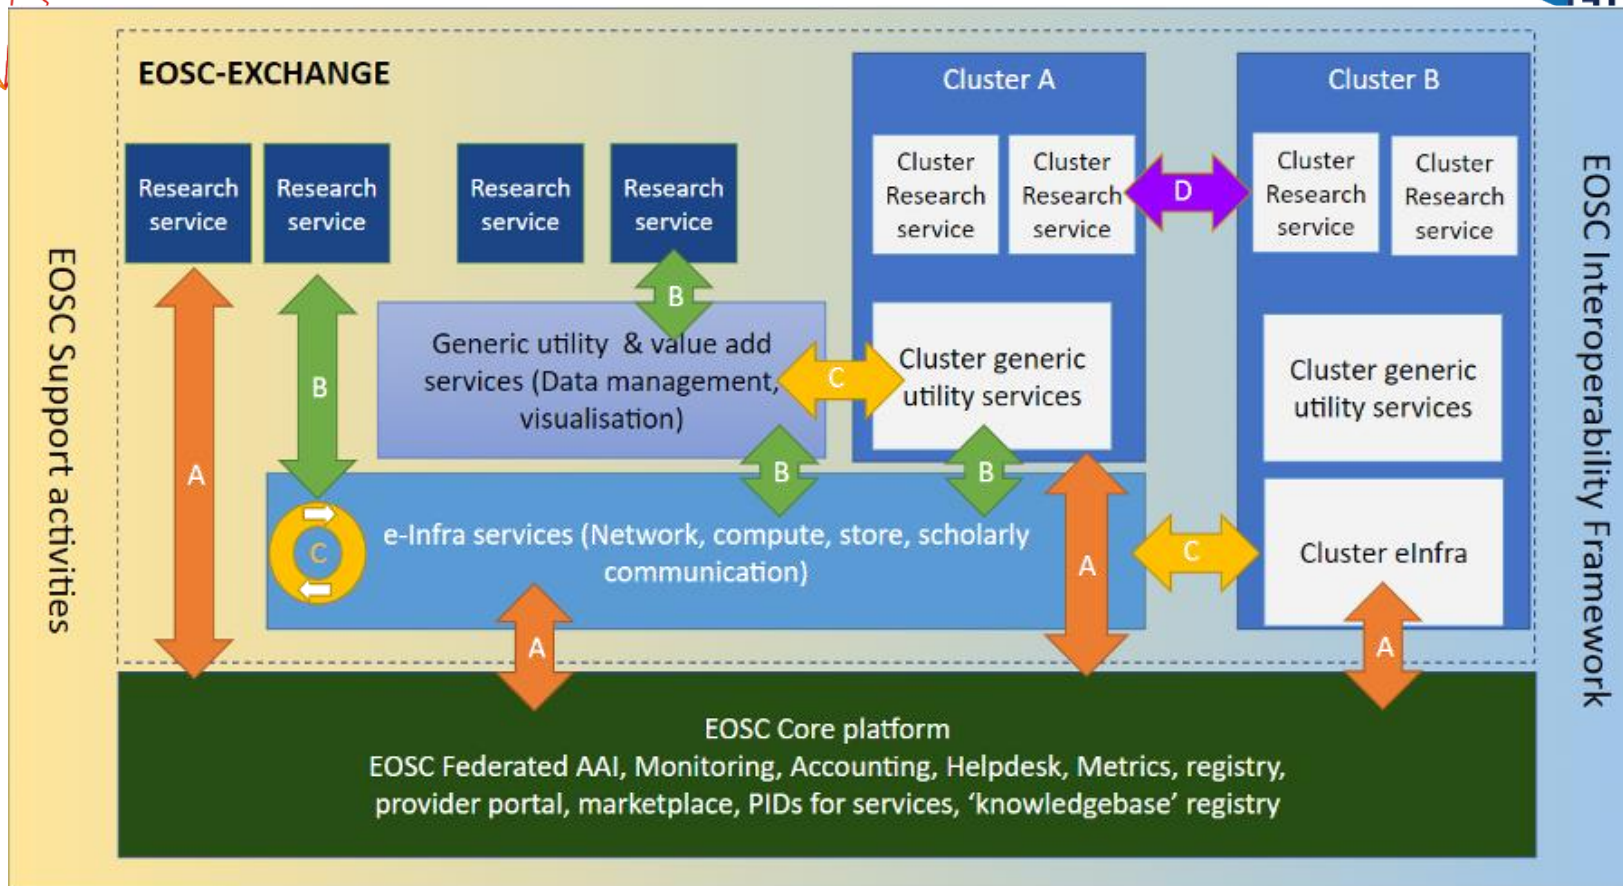 EOSC-EXCHANGE
Cluster A
Cluster B
Research
service
Research
service
Research
service
Research
service
Cluster
Research
service
Cluster
Research
service
D
Cluster
Research
service
Cluster
Research
service
EOSC Support activities
EOSC Interoperability Framework
B
B
Generic utility & value add
services (Data management,
visualisation)
C
Cluster generic
utility services
Cluster generic
utility services
A
B
B
C
e-Infra services (Network, compute, store, scholarly
communication)
A
C
Cluster eInfra
A
A
EOSC Core platform
EOSC Federated AAI, Monitoring, Accounting, Helpdesk, Metrics, registry,
provider portal, marketplace, PIDs for services, ‘knowledgebase’ registry